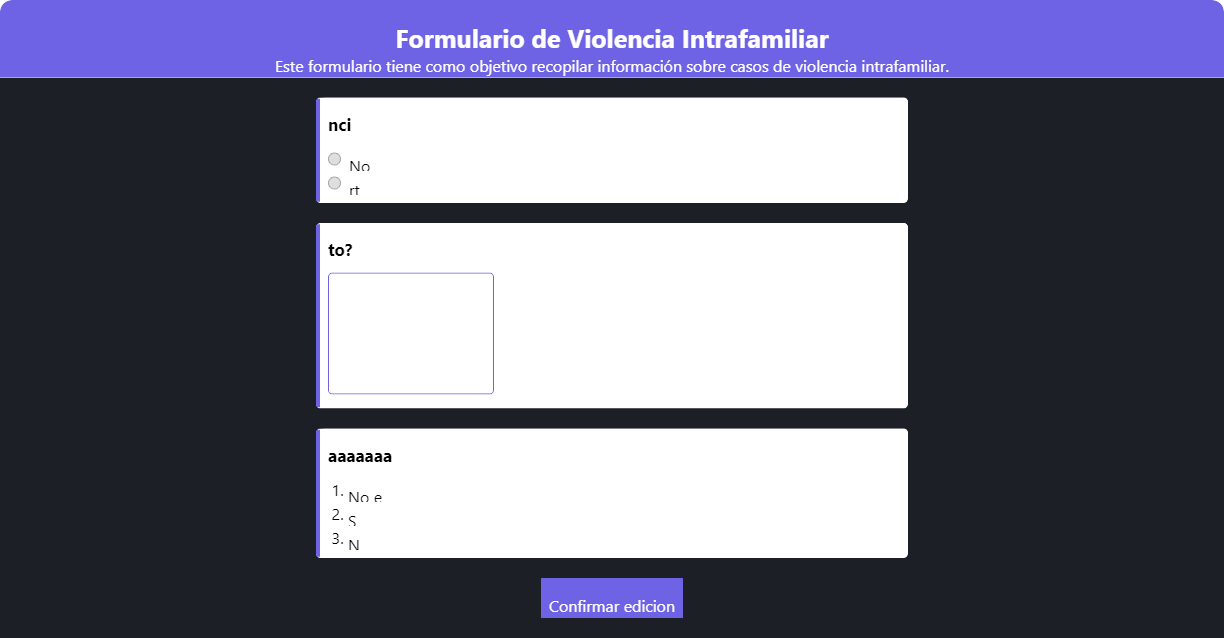 Formulario de Violencia Intrafamiliar
Este formulario tiene como objetivo recopilar información sobre casos de violencia intrafamiliar.
nci
No
rt
to?
aaaaaaa
1. No e
2. S
3. N
Confirmar edicion